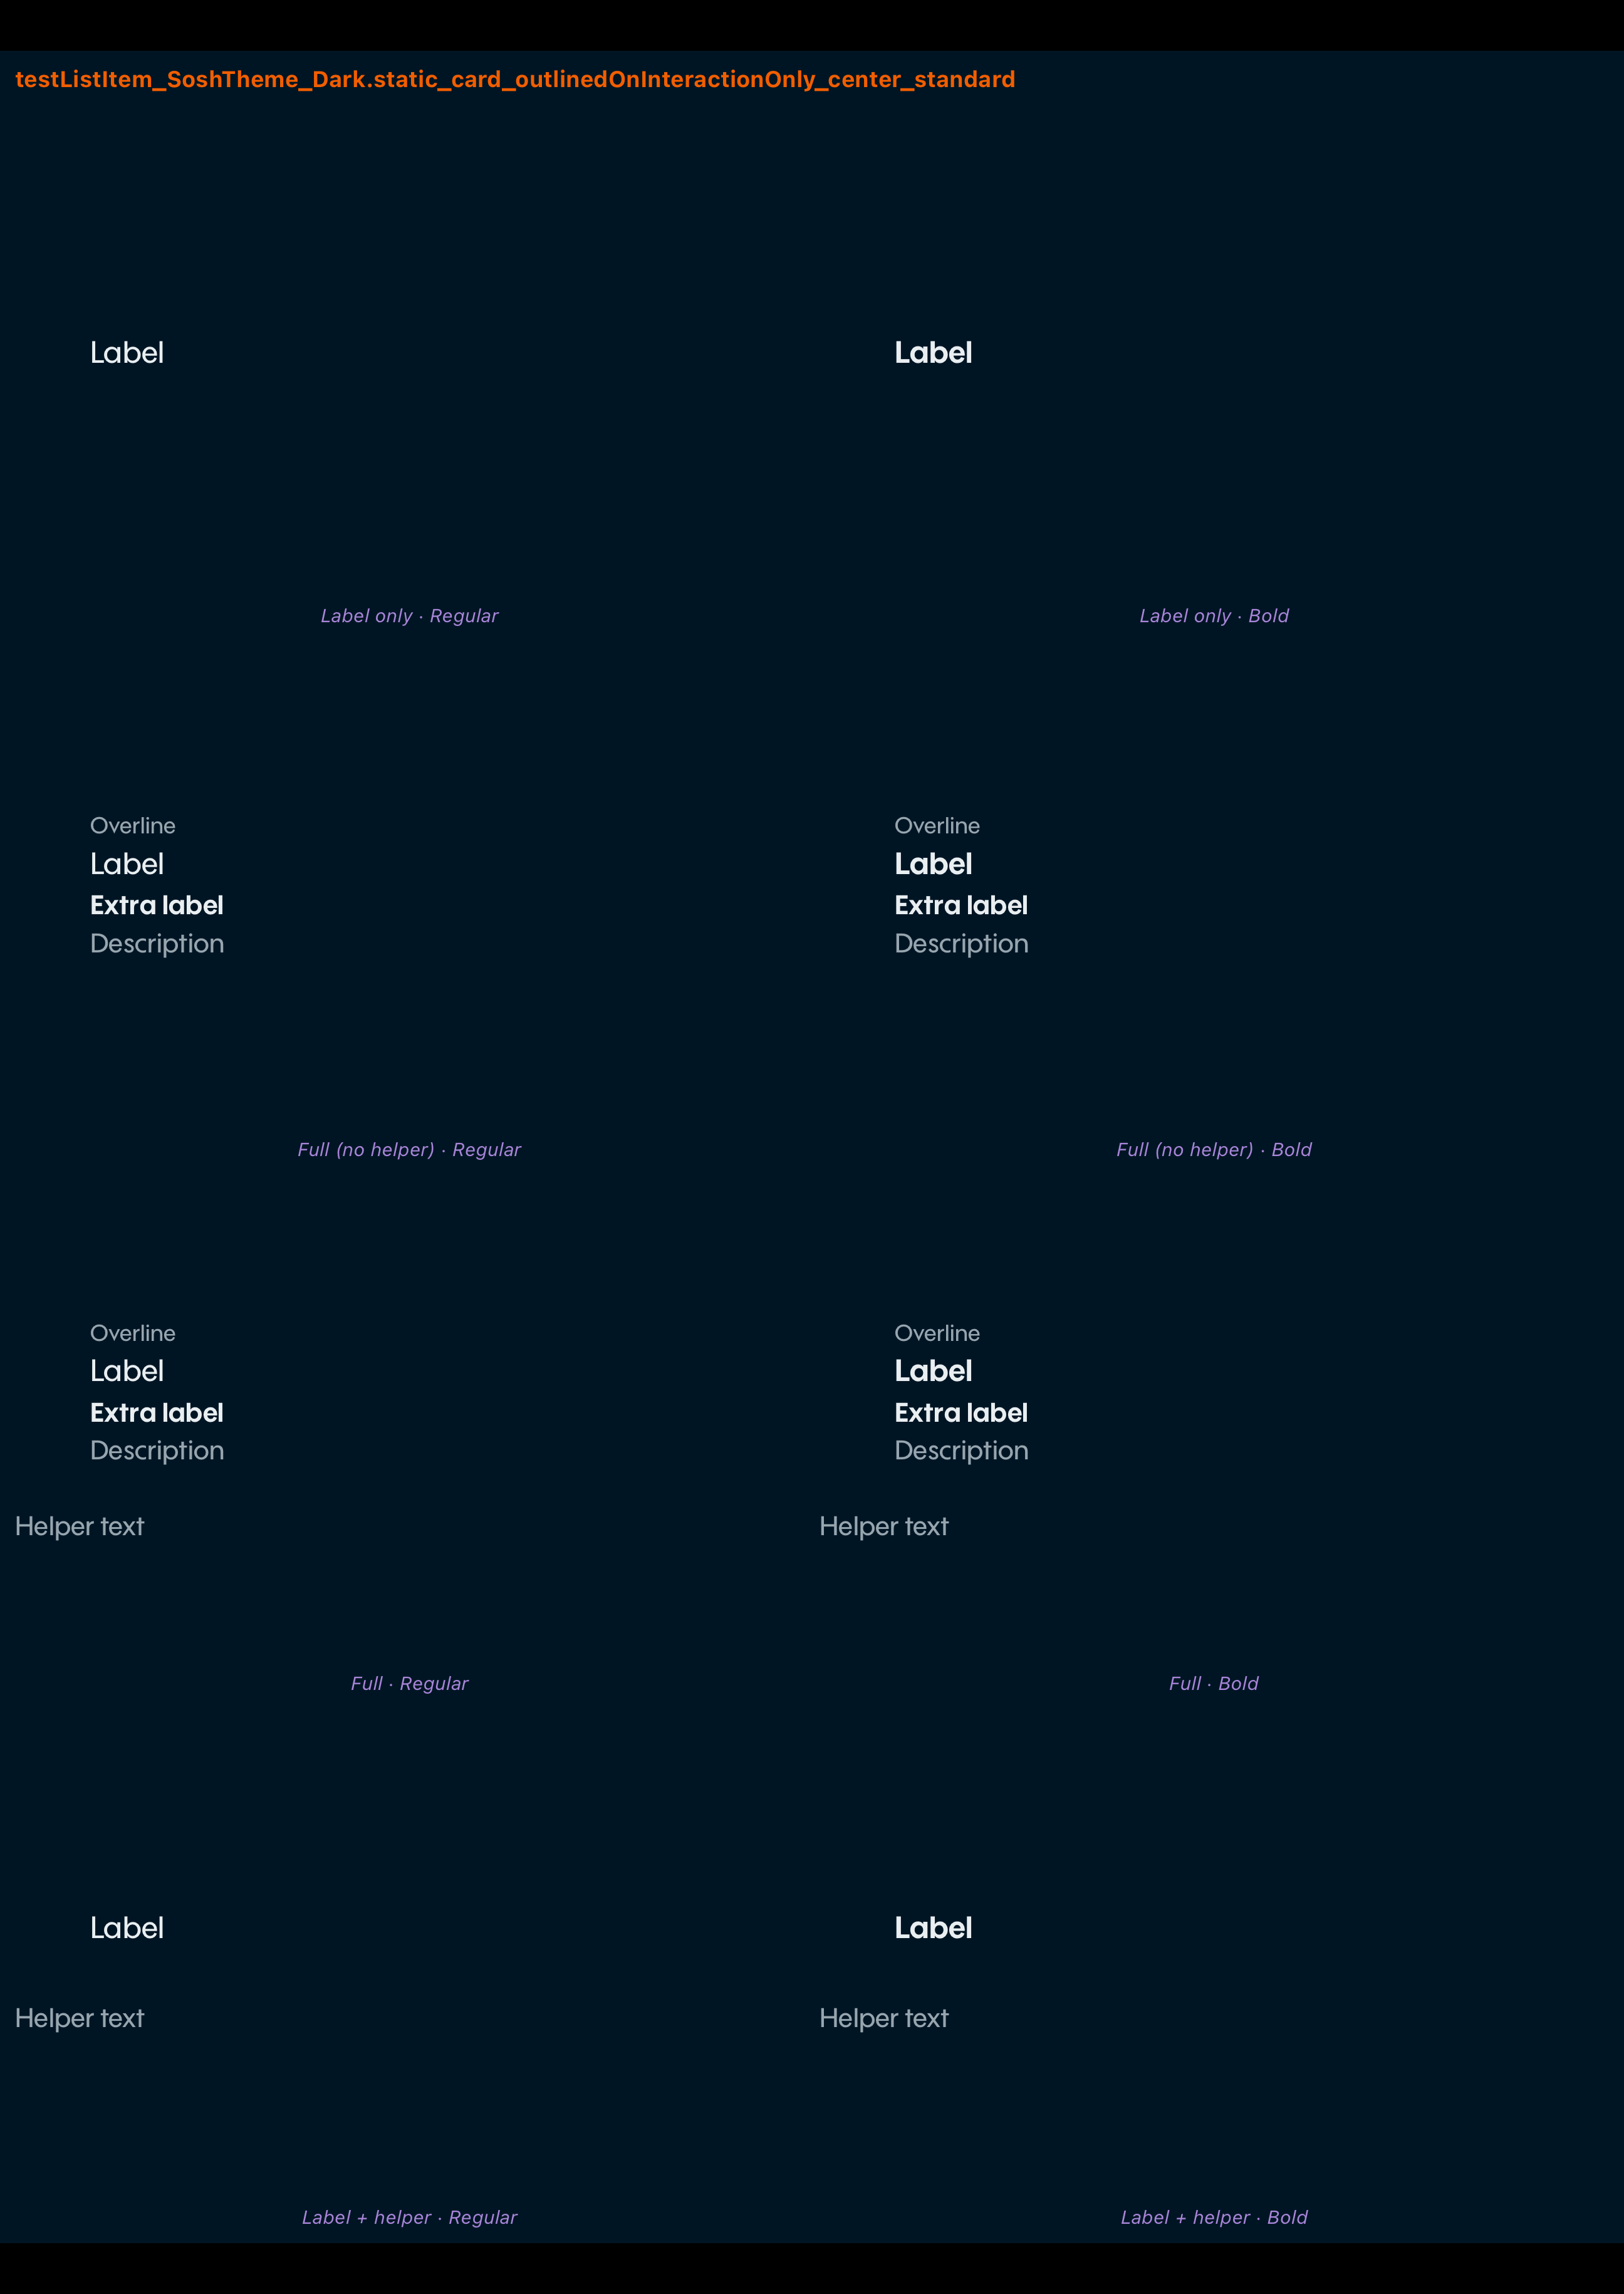 testListItem_SoshTheme_Dark.static_card_outlinedOnInteractionOnly_center_standard
Label
Label
Label only · Regular
Label only · Bold
Overline
Label
Extra label
Description
Overline
Label
Extra label
Description
Full (no helper) · Regular
Full (no helper) · Bold
Overline
Label
Extra label
Description
Helper text
Overline
Label
Extra label
Description
Helper text
Full · Regular
Full · Bold
Label
Helper text
Label
Helper text
Label + helper · Regular
Label + helper · Bold